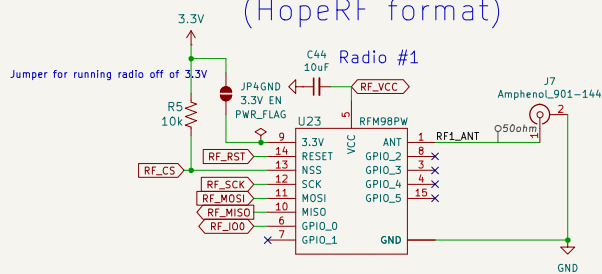 (HopeRF format)
3.3V
Radio #1
C44
10uF
Jumper for running radio off of 3.3V
JP4GND
3.3V EN
PWR_FLAG
RF_VCC
J7
Amphenol_901-144
R5
10k
U23
RFM98PW
5
VCC
2
1
50ohm
9 3.3V
ANT 1 RF1_ANT
RF_RST 14 RESET
GPIO_2 8
RF_CS 13 NSS
GPIO_3 3
RF_SCK 12 SCK
GPIO_4 4
RF_MOSI 11 MOSI
GPIO_5 15
RF_MISO 10 MISO
RF_IO0 6 GPIO_0
7 GPIO_1
GND
GND